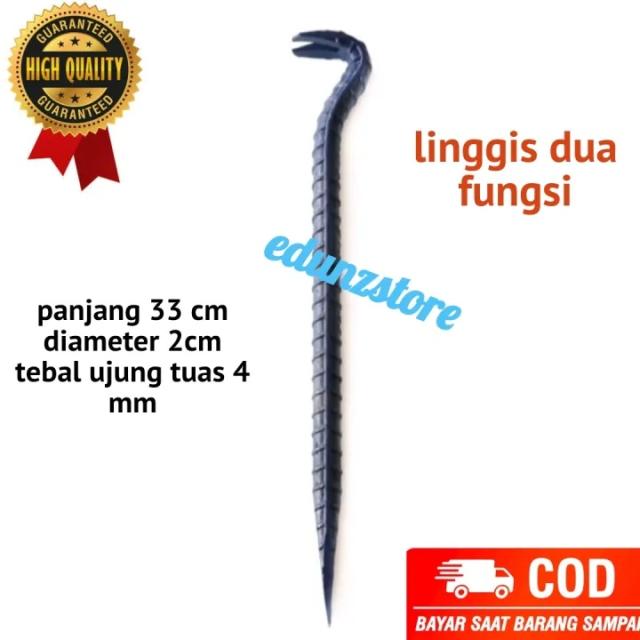 GUARANTEED
HIGH QUALITY
GUARANTEED
linggis dua
fungsi
edunzstore
panjang 33 cm
diameter 2cm
tebal ujung tuas 4
mm
COD
BAYAR SAAT BARANG SAMPAI